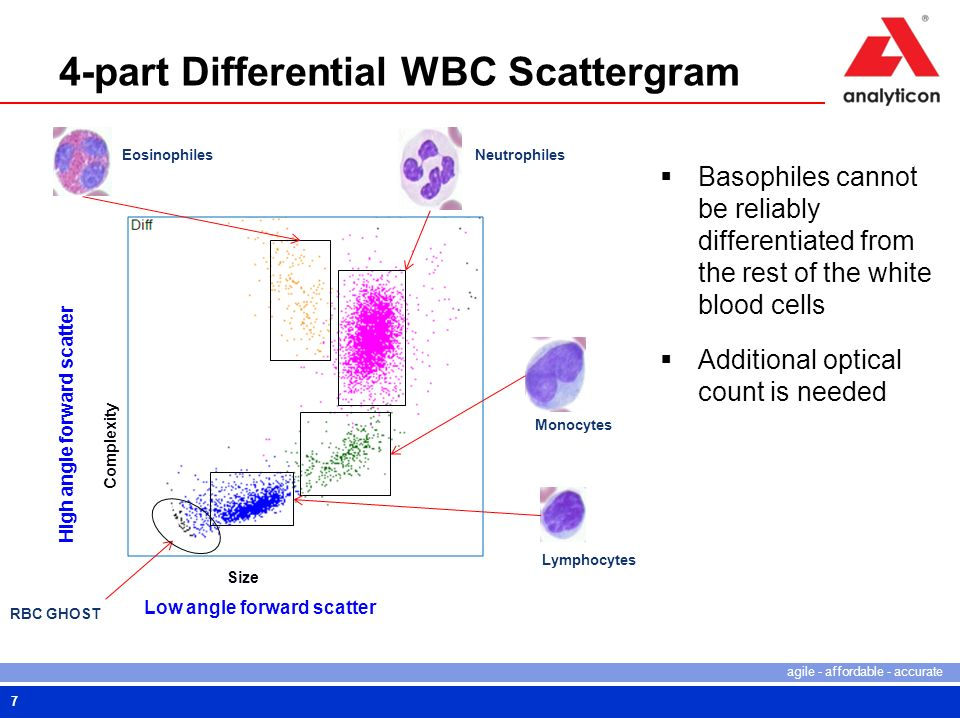 4-part Differential WBC Scattergram
®
analyticon
Eosinophiles
Neutrophiles
Diff
High angle forward scatter
Complexity
Monocytes
Lymphocytes
Size
Low angle forward scatter
RBC GHOST
▪ Basophiles cannot
be reliably
differentiated from
the rest of the white
blood cells
▪ Additional optical
count is needed
agile - affordable - accurate
7